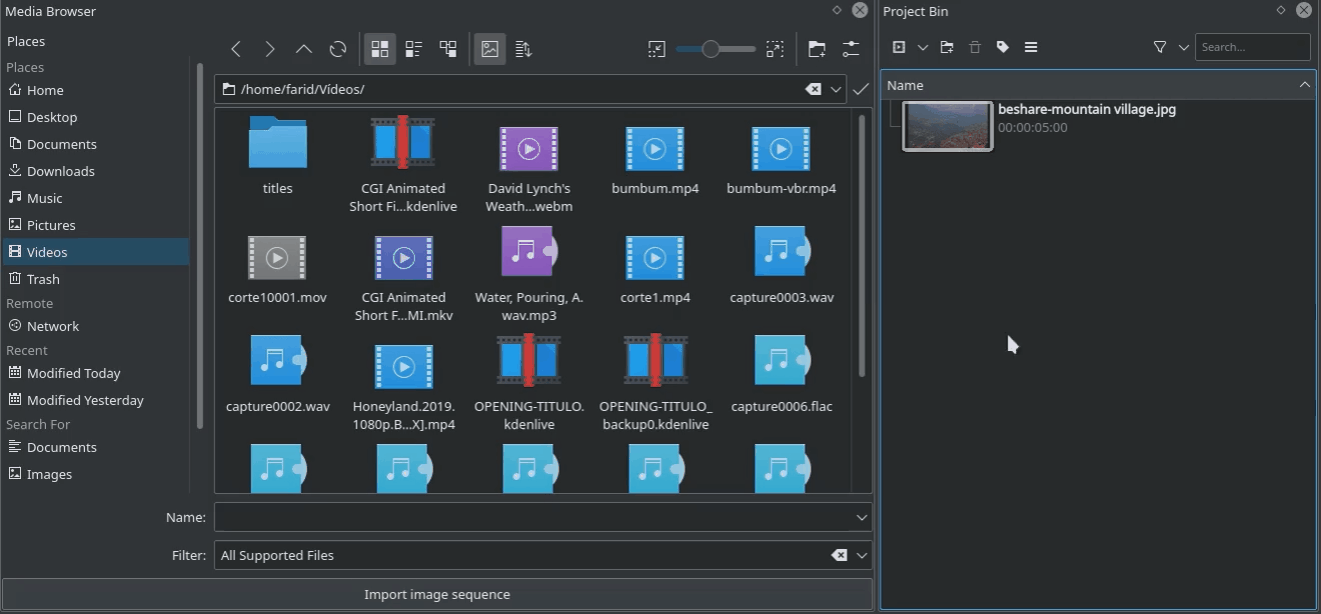 Media Browser
Places
Places
Home
Desktop
Documents
Downloads
Music
Pictures
Videos
Trash
Remote
Network
Recent
Modified Today
Modified Yesterday
Search For
Documents
Images
/home/farid/Vídeos/
titles
CGI Animated
Short Fi...kdenlive
David Lynch's
Weath...webm
bumbum.mp4
bumbum-vbr.mp4
corte10001.mov
CGI Animated
Short F...MI.mkv
Water, Pouring, A.
wav.mp3
corte1.mp4
capture0003.wav
capture0002.wav
Honeyland.2019.
1080p.B...X].mp4
OPENING-TITULO.
kdenlive
OPENING-TITULO_
backup0.kdenlive
capture0006.flac
Name:
Filter: All Supported Files
Import image sequence
Project Bin
Search...
Name
beshare-mountain village.jpg
00:00:05:00